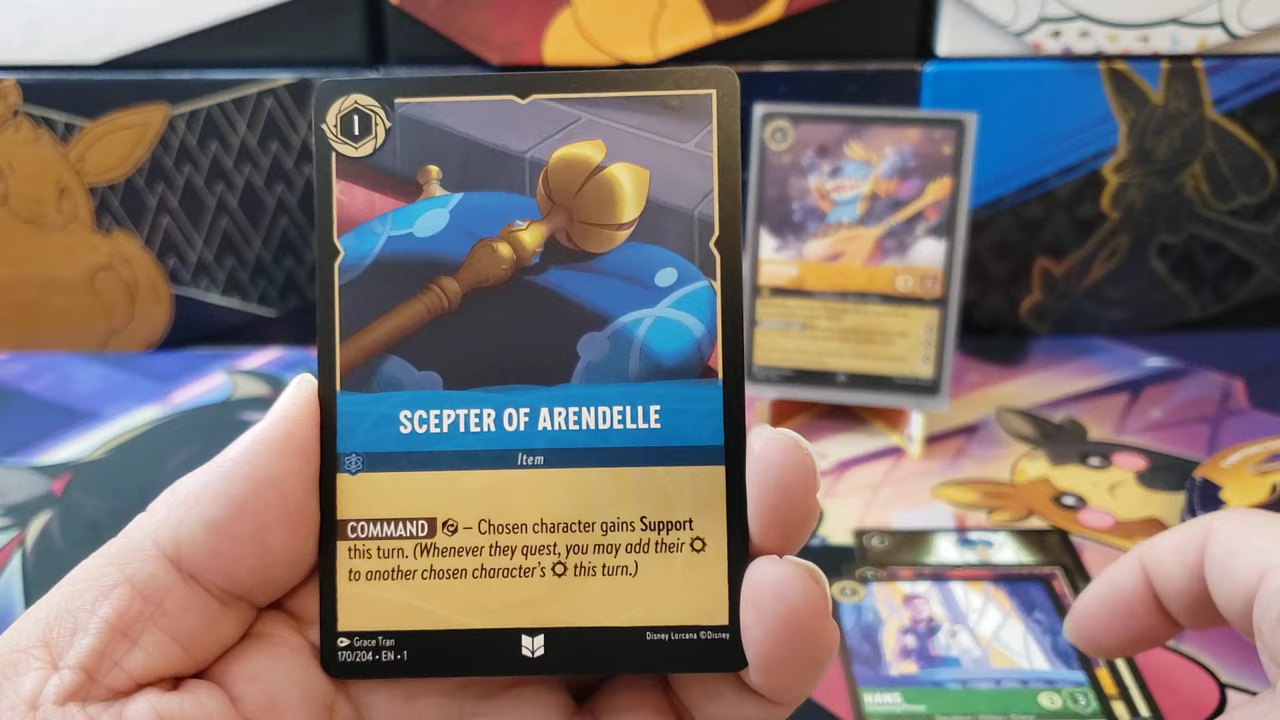 1
SCEPTER OF ARENDELLE
Item
COMMAND — Chosen character gains Support
this turn. (Whenever they quest, you may add their
to another chosen character's this turn.)
Grace Tran
170/204 • EN • 1
Disney Lorcana ©Disney
HANS